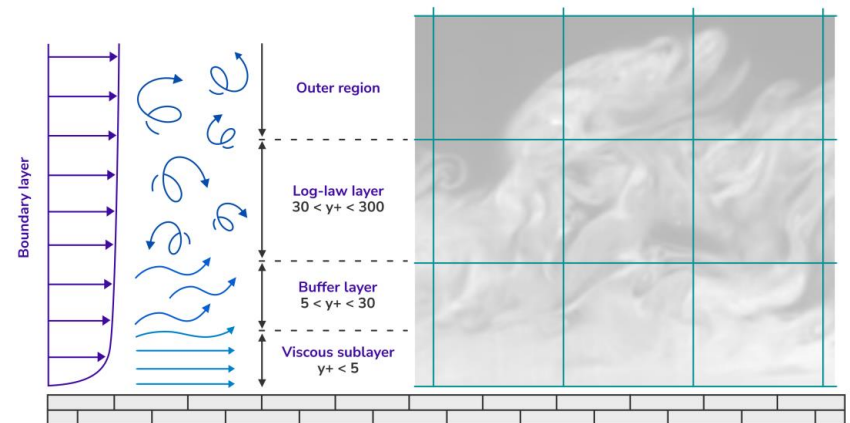 Boundary layer
Outer region
Log-law layer
30 < y+ < 300
Buffer layer
5 < y+ < 30
Viscous sublayer
y+ < 5